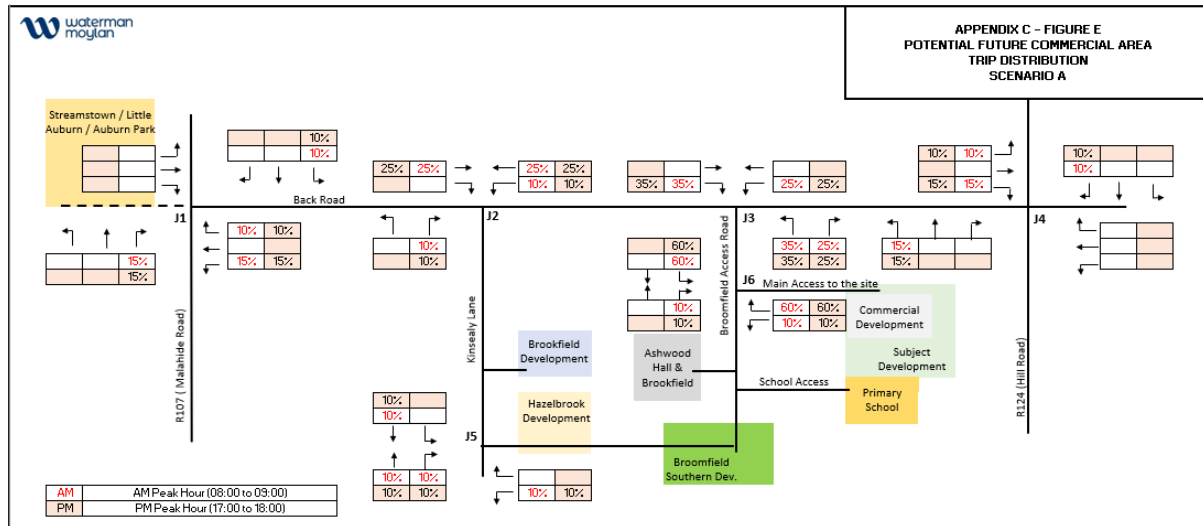 waterman
moylan
APPENDIX C - FIGURE E
POTENTIAL FUTURE COMMERCIAL AREA
TRIP DISTRIBUTION
SCENARIO A
Streamstown / Little
Auburn / Auburn Park
10%
10%
25% 25%
25% 25%
10% 10%
35% 35%
25% 25%
10% 10%
15% 15%
10%
10%
Back Road
J1
J2
J3
J4
15%
15%
10% 10%
15% 15%
10%
10%
60%
60%
10%
10%
Broomfield Access Road
35% 25%
35% 25%
15%
15%
J6
Main Access to the site
60% 60%
10% 10%
Commercial
Development
Subject
Development
R107 ( Malahide Road)
Kinsealy Lane
Brookfield
Development
Ashwood
Hall &
Brookfield
School Access
Primary
School
R124 (Hill Road)
Hazelbrook
Development
10%
10%
J5
Broomfield
Southern Dev.
10% 10%
10% 10%
10% 10%
AM AM Peak Hour (08:00 to 09:00)
PM PM Peak Hour (17:00 to 18:00)